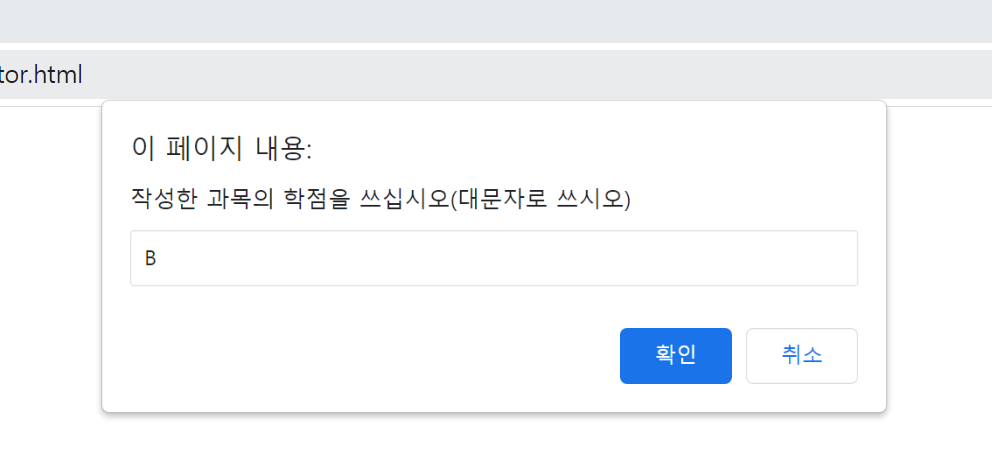 tor.html
이 페이지 내용:
작성한 과목의 학점을 쓰십시오(대문자로 쓰시오)
B
확인
취소